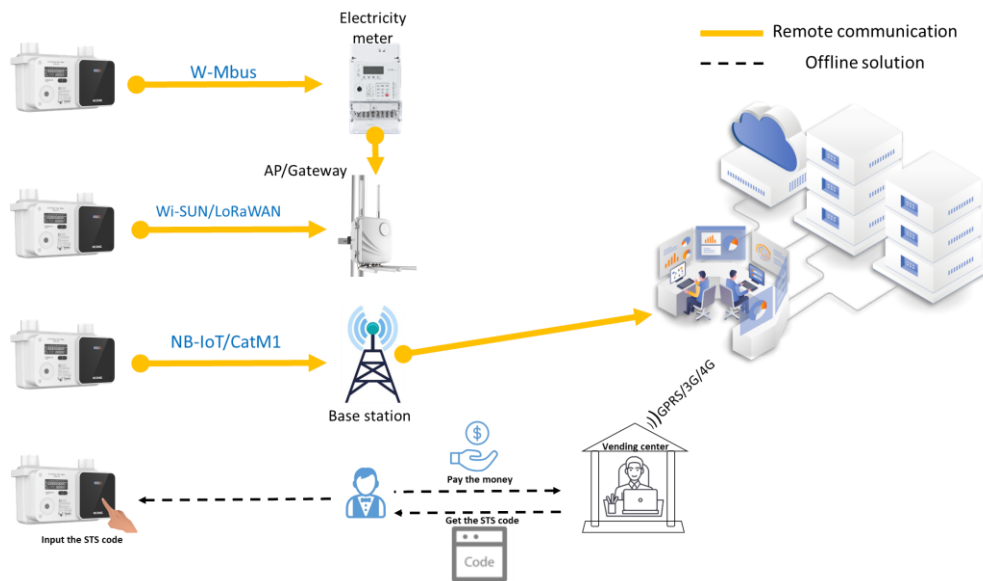 Electricity
meter
Remote communication
Offline solution
W-Mbus
AP/Gateway
Wi-SUN/LoRaWAN
NB-IoT/CatM1
Base station
GPRS/3G/4G
Vending center
Pay the money
Get the STS code
Code
Input the STS code